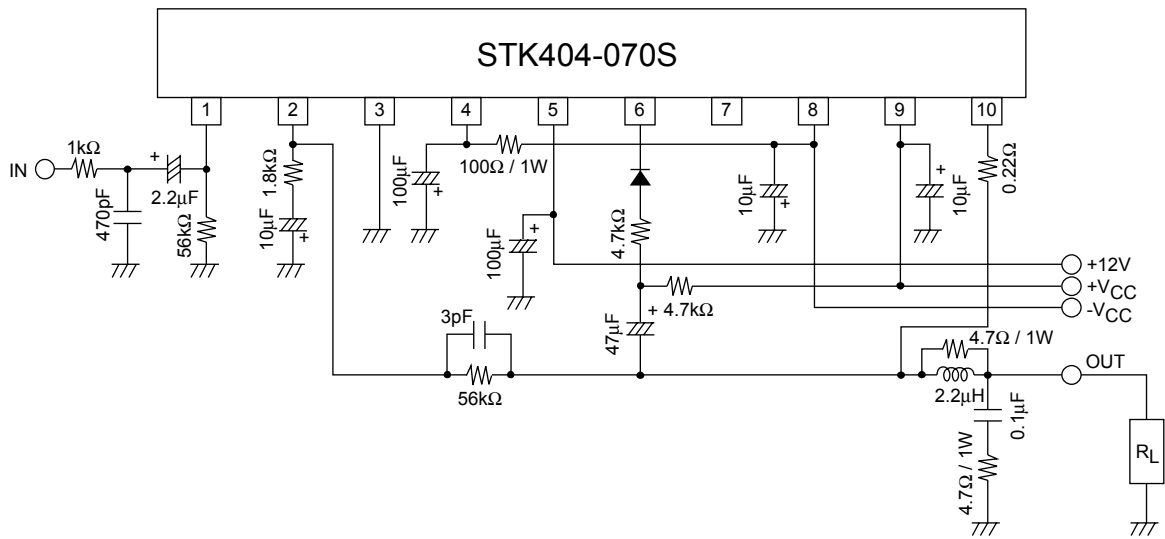 STK404-070S
1 2 3 4 5 6 7 8 9 10
IN
1kΩ
470pF
+
2.2μF
56kΩ
1.8kΩ
10μF
+
100μF
+
100Ω / 1W
100μF
+
4.7kΩ
10μF
+
+
10μF
0.22Ω
+12V
+VCC
-VCC
+ 4.7kΩ
47μF
3pF
56kΩ
4.7Ω / 1W
2.2μH
OUT
0.1μF
4.7Ω / 1W
RL